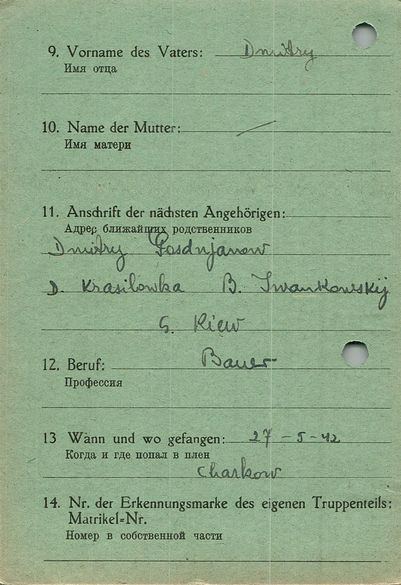 9. Vorname des Vaters: Dmitry
Имя отца
10. Name der Mutter: —
Имя матери
11. Anschrift der nächsten Angehörigen:
Адрес ближайших родственников
Dmitry Posdnjanow
D. Krasilowka B. Iwankowskij
G. Kiew
12. Beruf: Bauer
Профессия
13 Wann und wo gefangen: 27-5-42
Когда и где попал в плен
Charkow
14. Nr. der Erkennungsmarke des eigenen Truppenteils:
Matrikel-Nr.
Номер в собственной части